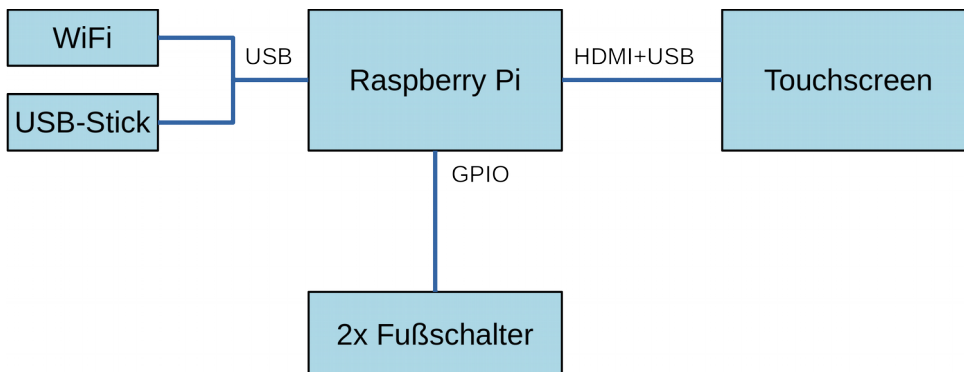 WiFi
USB-Stick
USB
Raspberry Pi
HDMI+USB
Touchscreen
GPIO
2x Fußschalter